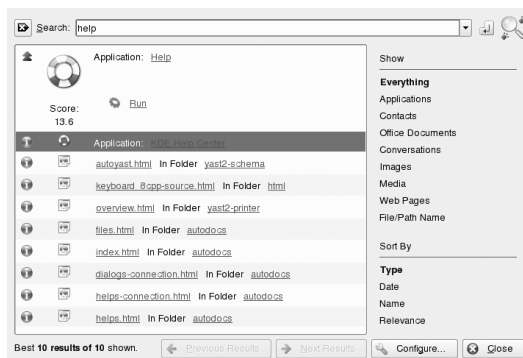 Search: help
Application: Help
Run
Score:
13.6
Application: KDE Help Center
autoyast.html In Folder yast2-schema
keyboard_8cpp-source.html In Folder html
overview.html In Folder yast2-printer
files.html In Folder autodocs
index.html In Folder autodocs
dialogs-connection.html In Folder autodocs
helps-connection.html In Folder autodocs
helps.html In Folder autodocs
Show
Everything
Applications
Contacts
Office Documents
Conversations
Images
Media
Web Pages
File/Path Name
Sort By
Type
Date
Name
Relevance
Best 10 results of 10 shown.
Previous Results
Next Results
Configure...
Close